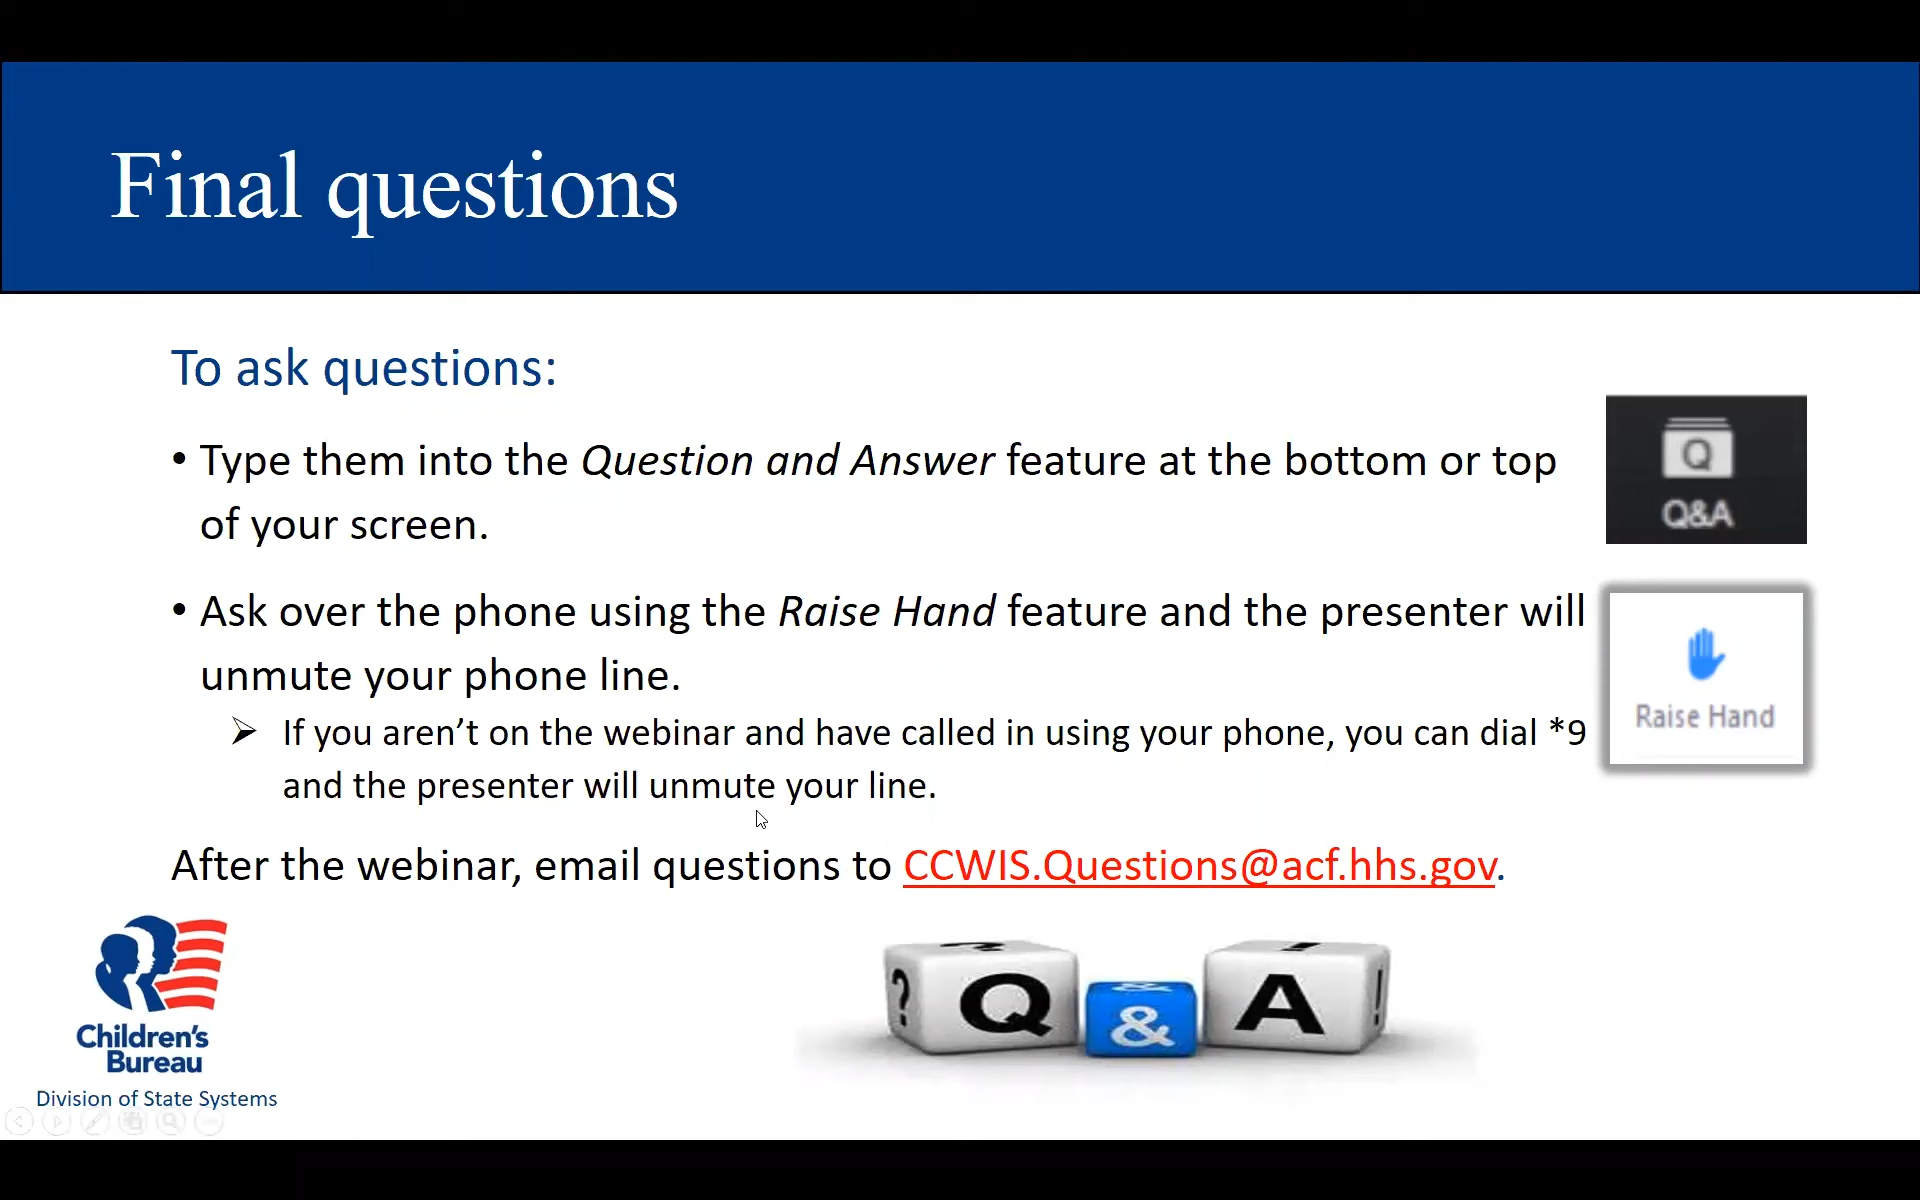 Final questions
To ask questions:
• Type them into the Question and Answer feature at the bottom or top
of your screen.
Q
Q&A
• Ask over the phone using the Raise Hand feature and the presenter will
unmute your phone line.
Raise Hand
➢ If you aren’t on the webinar and have called in using your phone, you can dial *9
and the presenter will unmute your line.
After the webinar, email questions to CCWIS.Questions@acf.hhs.gov.
? ? Q & & ! A !
Children’s
Bureau
Division of State Systems